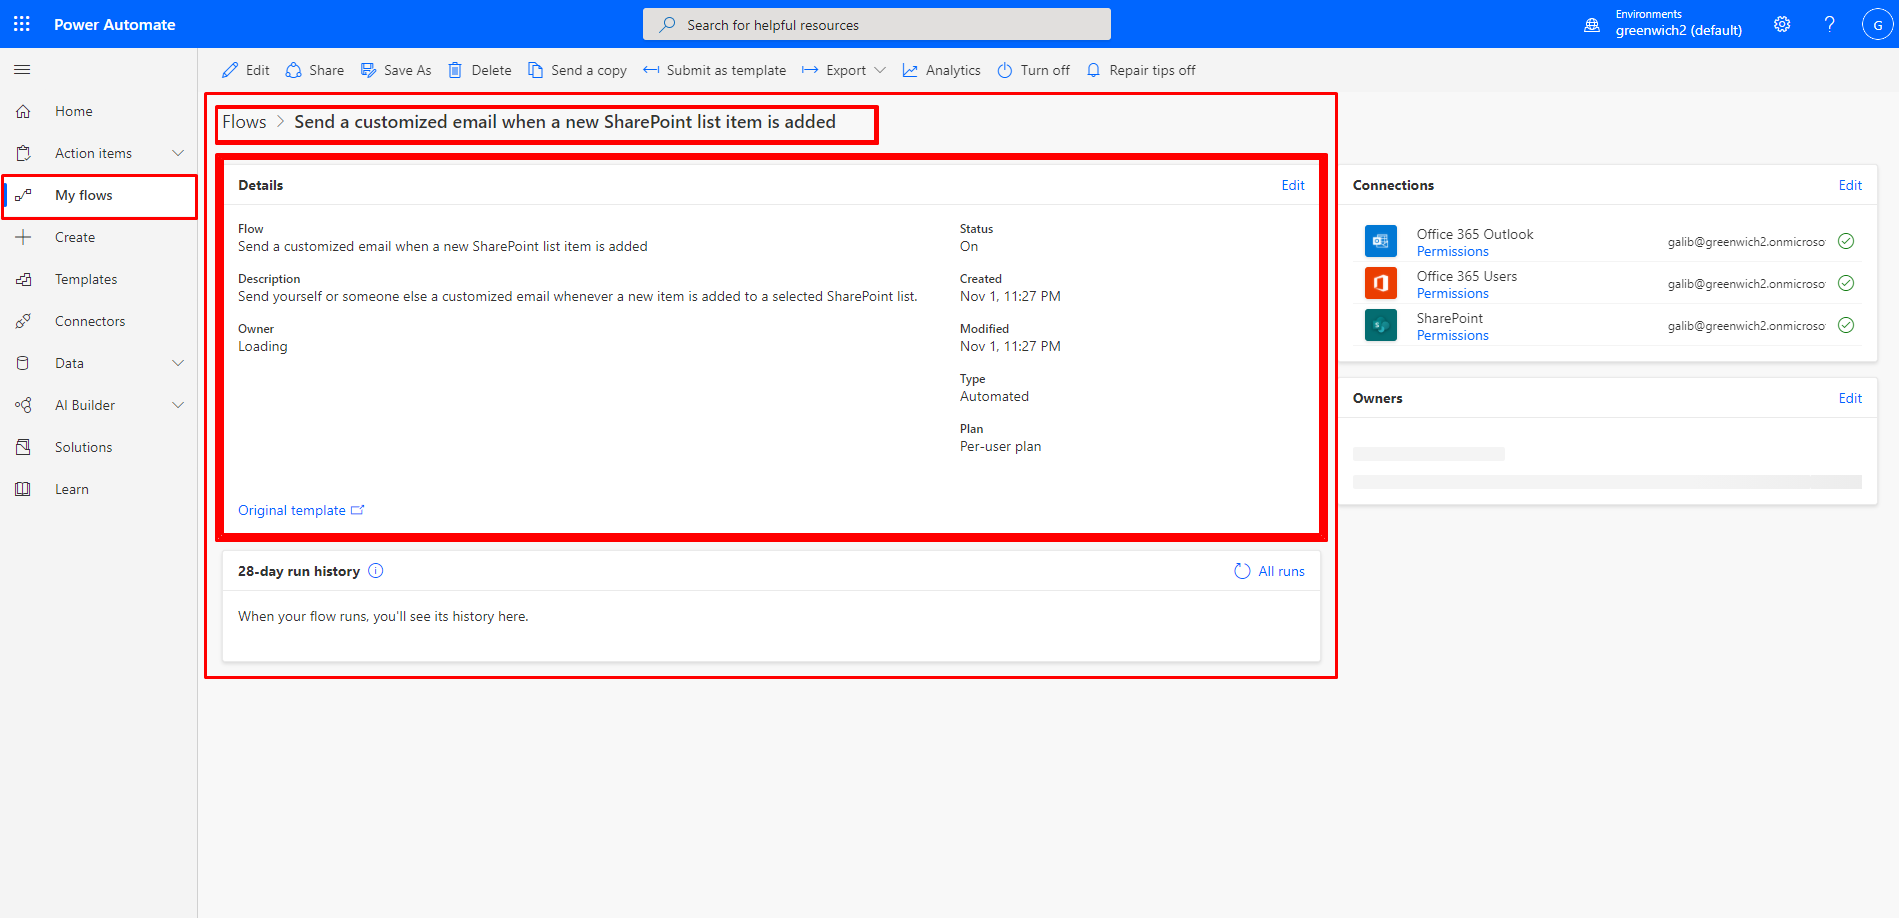 Power Automate
Search for helpful resources
Environments
greenwich2 (default)
?
G
Edit Share Save As Delete Send a copy Submit as template Export Analytics Turn off Repair tips off
Home
Action items
My flows
Create
Templates
Connectors
Data
AI Builder
Solutions
Learn
Flows > Send a customized email when a new SharePoint list item is added
Details Edit
Flow
Send a customized email when a new SharePoint list item is added
Description
Send yourself or someone else a customized email whenever a new item is added to a selected SharePoint list.
Owner
Loading
Status
On
Created
Nov 1, 11:27 PM
Modified
Nov 1, 11:27 PM
Type
Automated
Plan
Per-user plan
Original template
28-day run history All runs
When your flow runs, you'll see its history here.
Connections Edit
Office 365 Outlook
Permissions
galib@greenwich2.onmicroso
Office 365 Users
Permissions
galib@greenwich2.onmicroso
SharePoint
Permissions
galib@greenwich2.onmicroso
Owners Edit